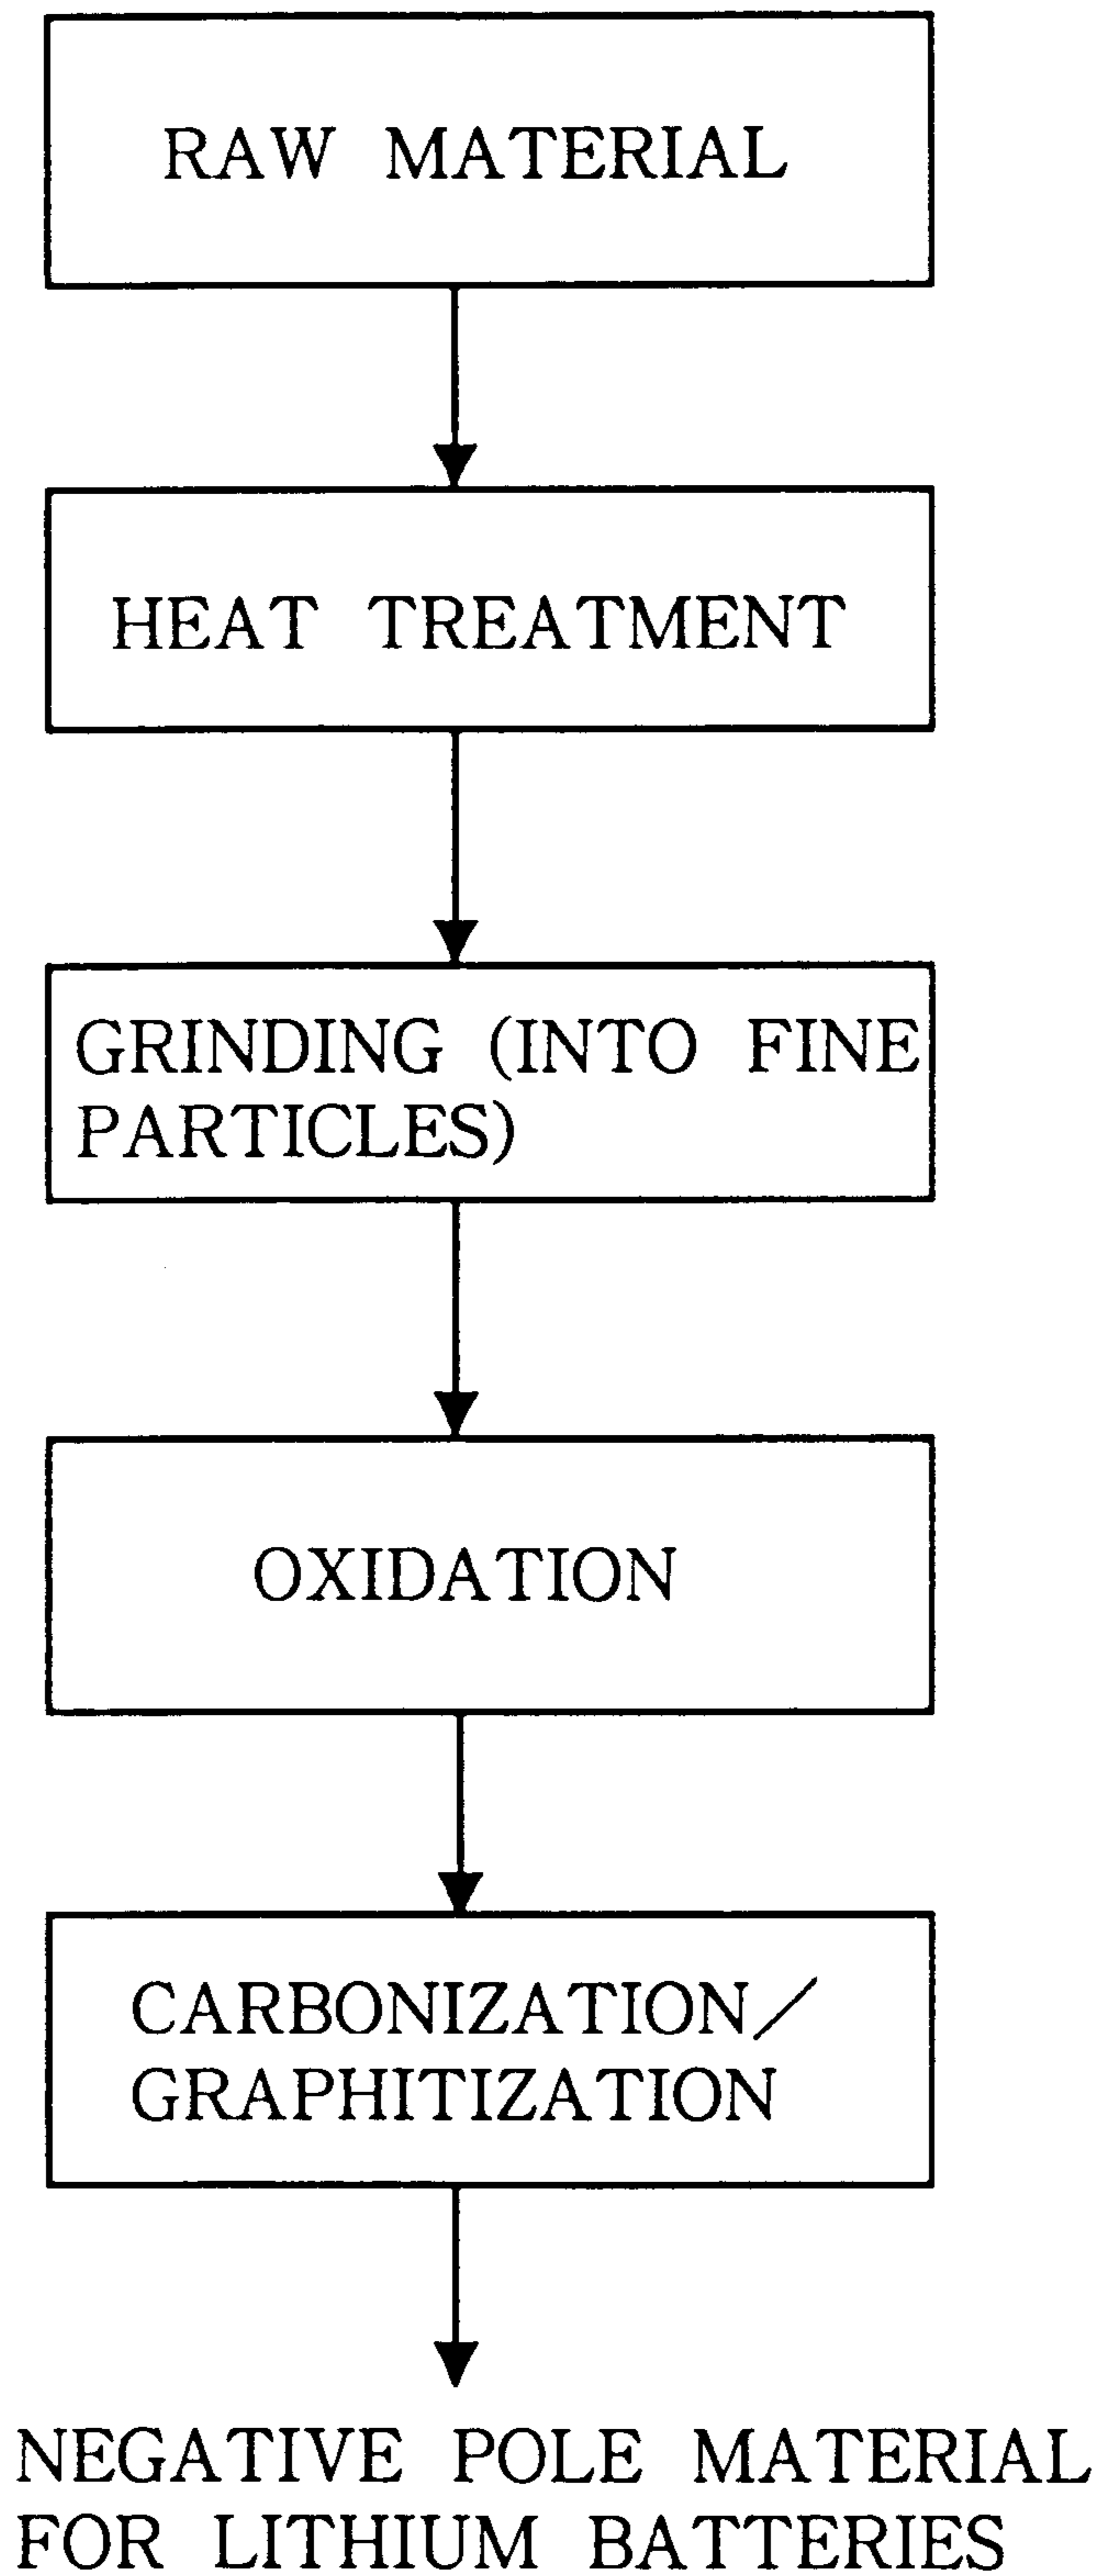 RAW MATERIAL
HEAT TREATMENT
GRINDING (INTO FINE
PARTICLES)
OXIDATION
CARBONIZATION/
GRAPHITIZATION
NEGATIVE POLE MATERIAL
FOR LITHIUM BATTERIES